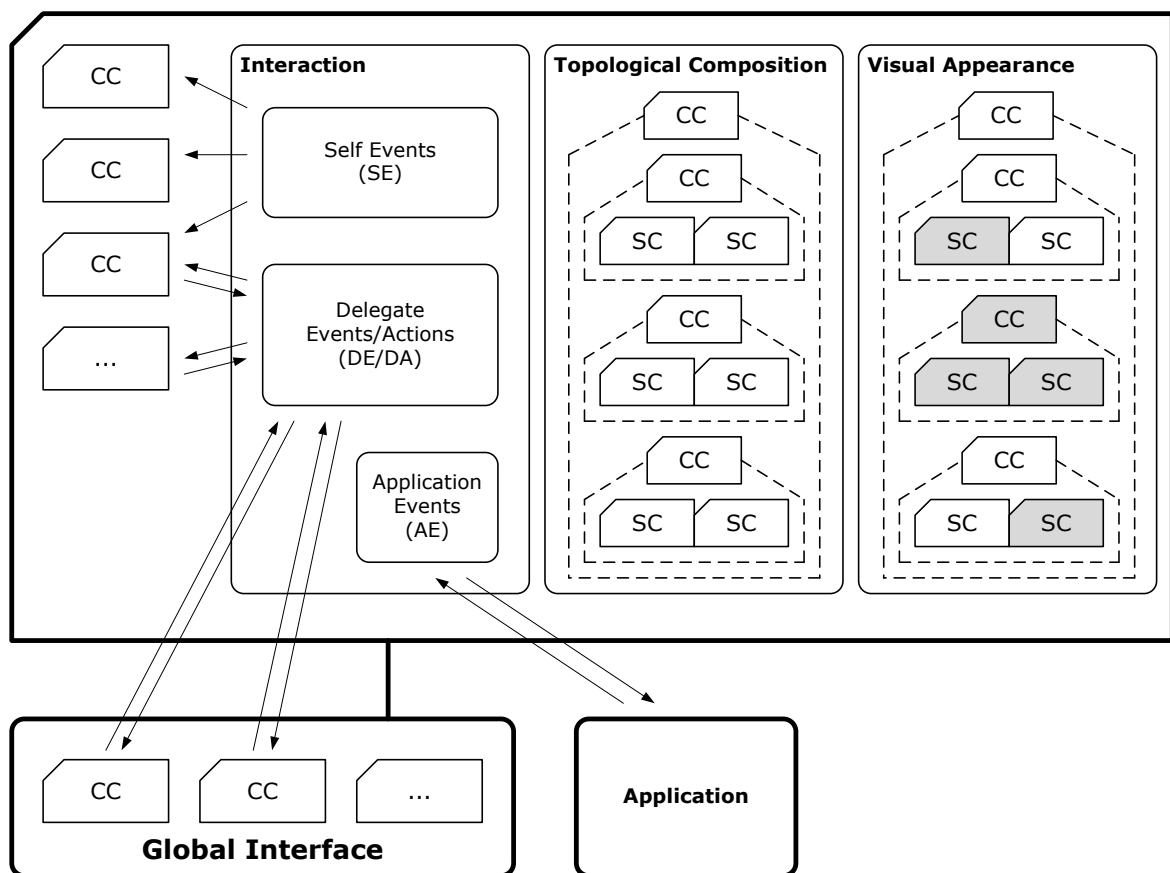 CC
CC
CC
...
Interaction
Self Events
(SE)
Delegate
Events/Actions
(DE/DA)
Application
Events
(AE)
Topological Composition
CC
CC
SC SC
CC
SC SC
CC
SC SC
Visual Appearance
CC
CC
SC SC
CC
SC SC
CC
SC SC
CC CC ...
Global Interface
Application